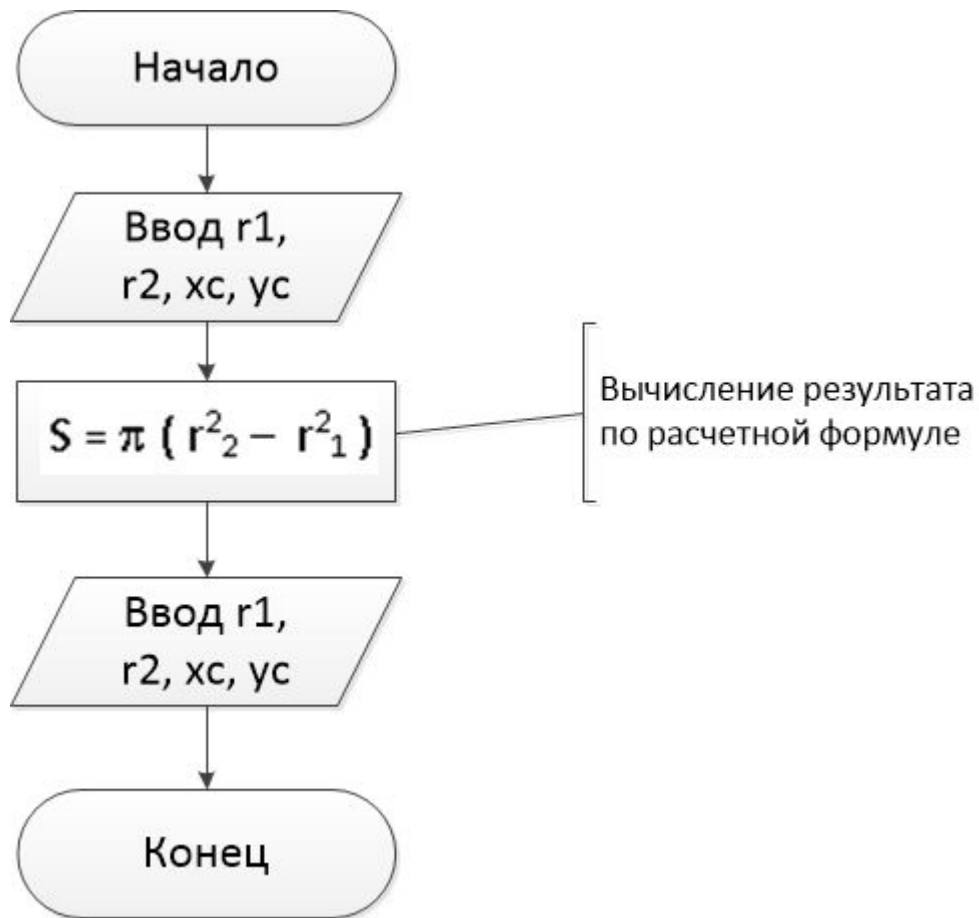 Начало
Ввод r1,
r2, xc, yc
S = π ( r²₂ – r²₁ )
Вычисление результата
по расчетной формуле
Ввод r1,
r2, xc, yc
Конец